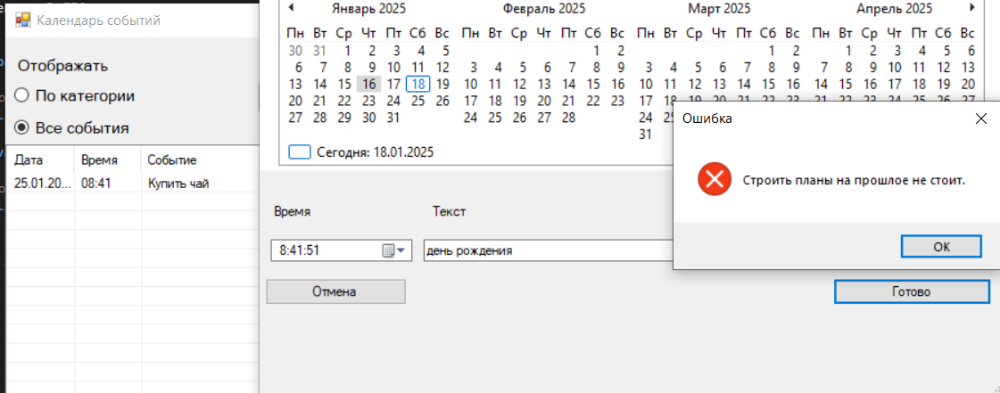 Календарь событий
Отображать
По категории
Все события
Дата Время Событие
25.01.20... 08:41 Купить чай
Январь 2025 Февраль 2025 Март 2025 Апрель 2025
Пн Вт Ср Чт Пт Сб Вс Пн Вт Ср Чт Пт Сб Вс Пн Вт Ср Чт Пт Сб Вс Пн Вт Ср Чт Пт Сб Вс
30 31 1 2 3 4 5 1 2 1 2 1 2 3 4 5 6
6 7 8 9 10 11 12 3 4 5 6 7 8 9 3 4 5 6 7 8 9 7 8 9 10 11 12 13
13 14 15 16 17 18 19 10 11 12 13 14 15 16 10 11 12 13 14 15 16 14 15 16 17 18 19 20
20 21 22 23 24 25 26 17 18 19 20 21 22 23 17 18 19 20 21 22 23 21 22 23 24 25 26 27
27 28 29 30 31 24 25 26 27 28 24 25
31
Сегодня: 18.01.2025
Ошибка
Строить планы на прошлое не стоит.
ОК
Время Текст
8:41:51 день рождения
Отмена Готово